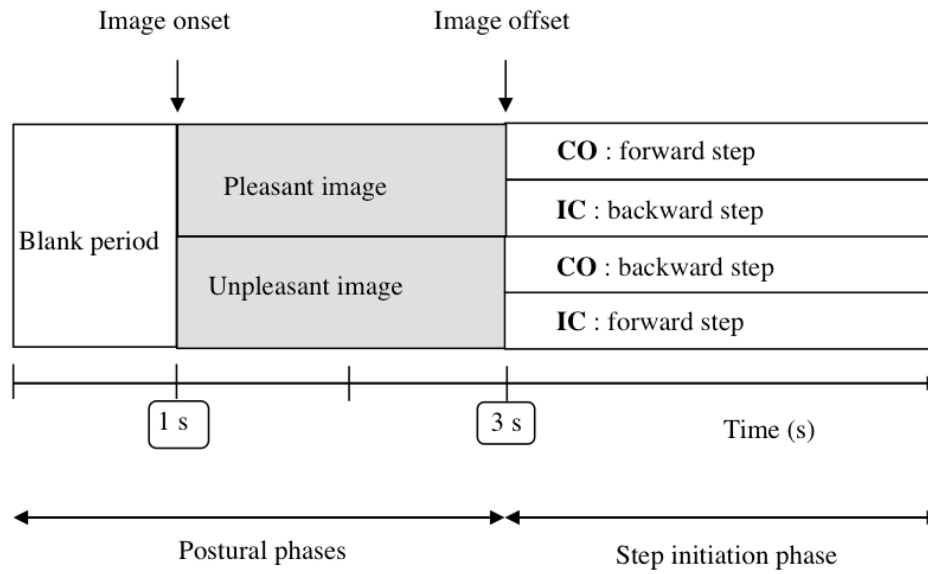 Image onset
Image offset
Blank period
Pleasant image
Unpleasant image
CO : forward step
IC : backward step
CO : backward step
IC : forward step
1 s
3 s
Time (s)
Postural phases
Step initiation phase